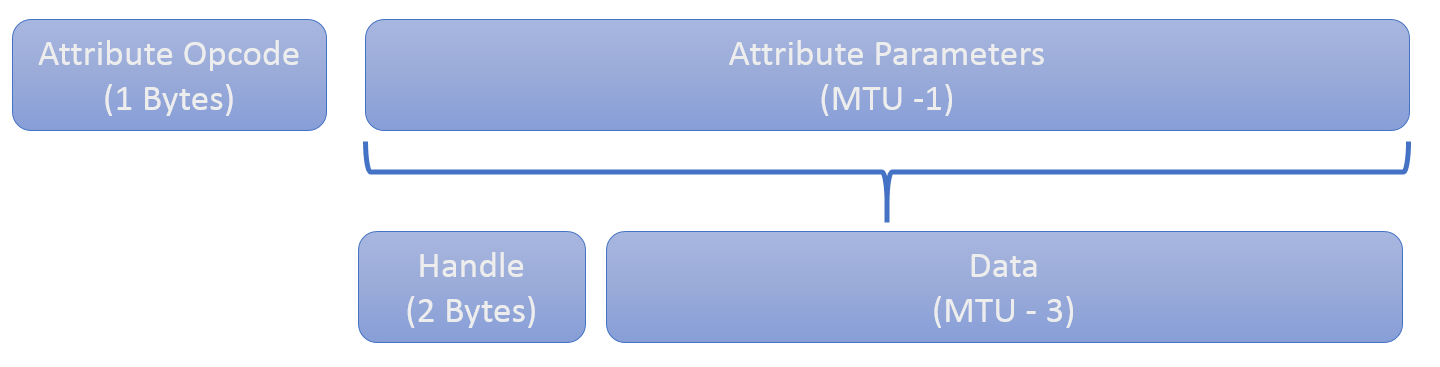 Attribute Opcode
(1 Bytes)
Attribute Parameters
(MTU -1)
Handle
(2 Bytes)
Data
(MTU - 3)